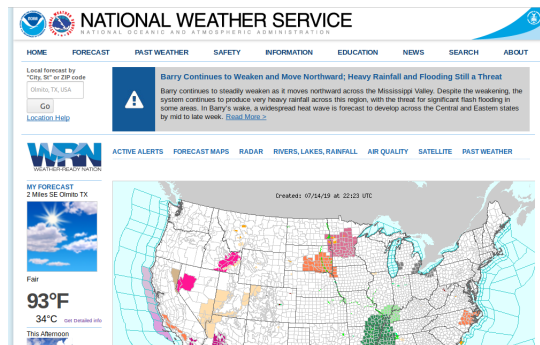 NATIONAL WEATHER SERVICE
NATIONAL OCEANIC AND ATMOSPHERIC ADMINISTRATION
HOME FORECAST PAST WEATHER SAFETY INFORMATION EDUCATION NEWS SEARCH ABOUT
Local forecast by
"City, St" or ZIP code
Olmito, TX, USA
Go
Location Help
Barry Continues to Weaken and Move Northward; Heavy Rainfall and Flooding Still a Threat
Barry continues to steadily weaken as it moves northward across the Mississippi Valley. Despite the weakening, the
system continues to produce very heavy rainfall across this region, with the threat for significant flash flooding in
some areas. In Barry's wake, a widespread heat wave is forecast to develop across the Central and Eastern states
by mid to late week. Read More >
WRN
WEATHER-READY NATION
ACTIVE ALERTS FORECAST MAPS RADAR RIVERS, LAKES, RAINFALL AIR QUALITY SATELLITE PAST WEATHER
MY FORECAST
2 Miles SE Olmito TX
Fair
93°F
34°C Get Detailed info
This Afternoon
Created: 07/14/19 at 22:23 UTC